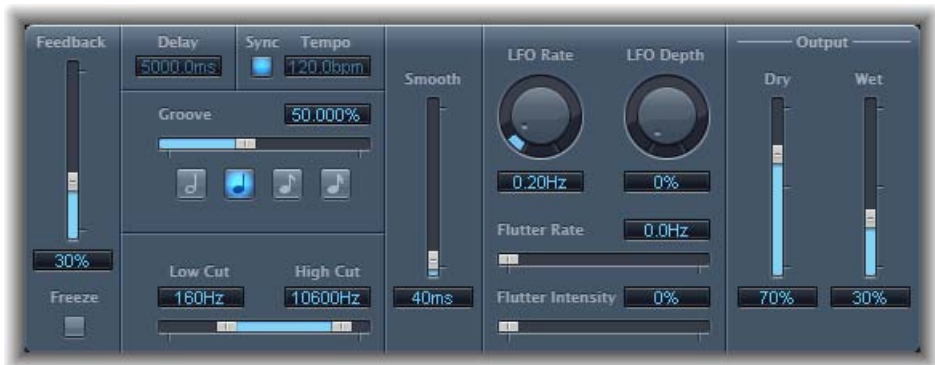 Feedback
30%
Freeze
Delay
5000.0ms
Sync
Tempo
120.0bpm
Groove
50.000%
Low Cut
160Hz
High Cut
10600Hz
Smooth
40ms
LFO Rate
0.20Hz
LFO Depth
0%
Flutter Rate
0.0Hz
Flutter Intensity
0%
Output
Dry
70%
Wet
30%